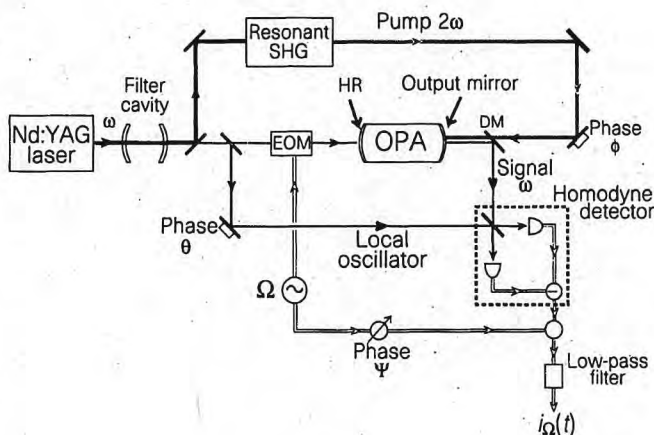 Resonant
SHG
Pump 2ω
Filter
cavity
ω
Nd:YAG
laser
HR
Output mirror
EOM
OPA
DM
Phase
ϕ
Signal
ω
Homodyne
detector
Phase
θ
Local
oscillator
−
Ω
Phase
Ψ
Low-pass
filter
iΩ(t)